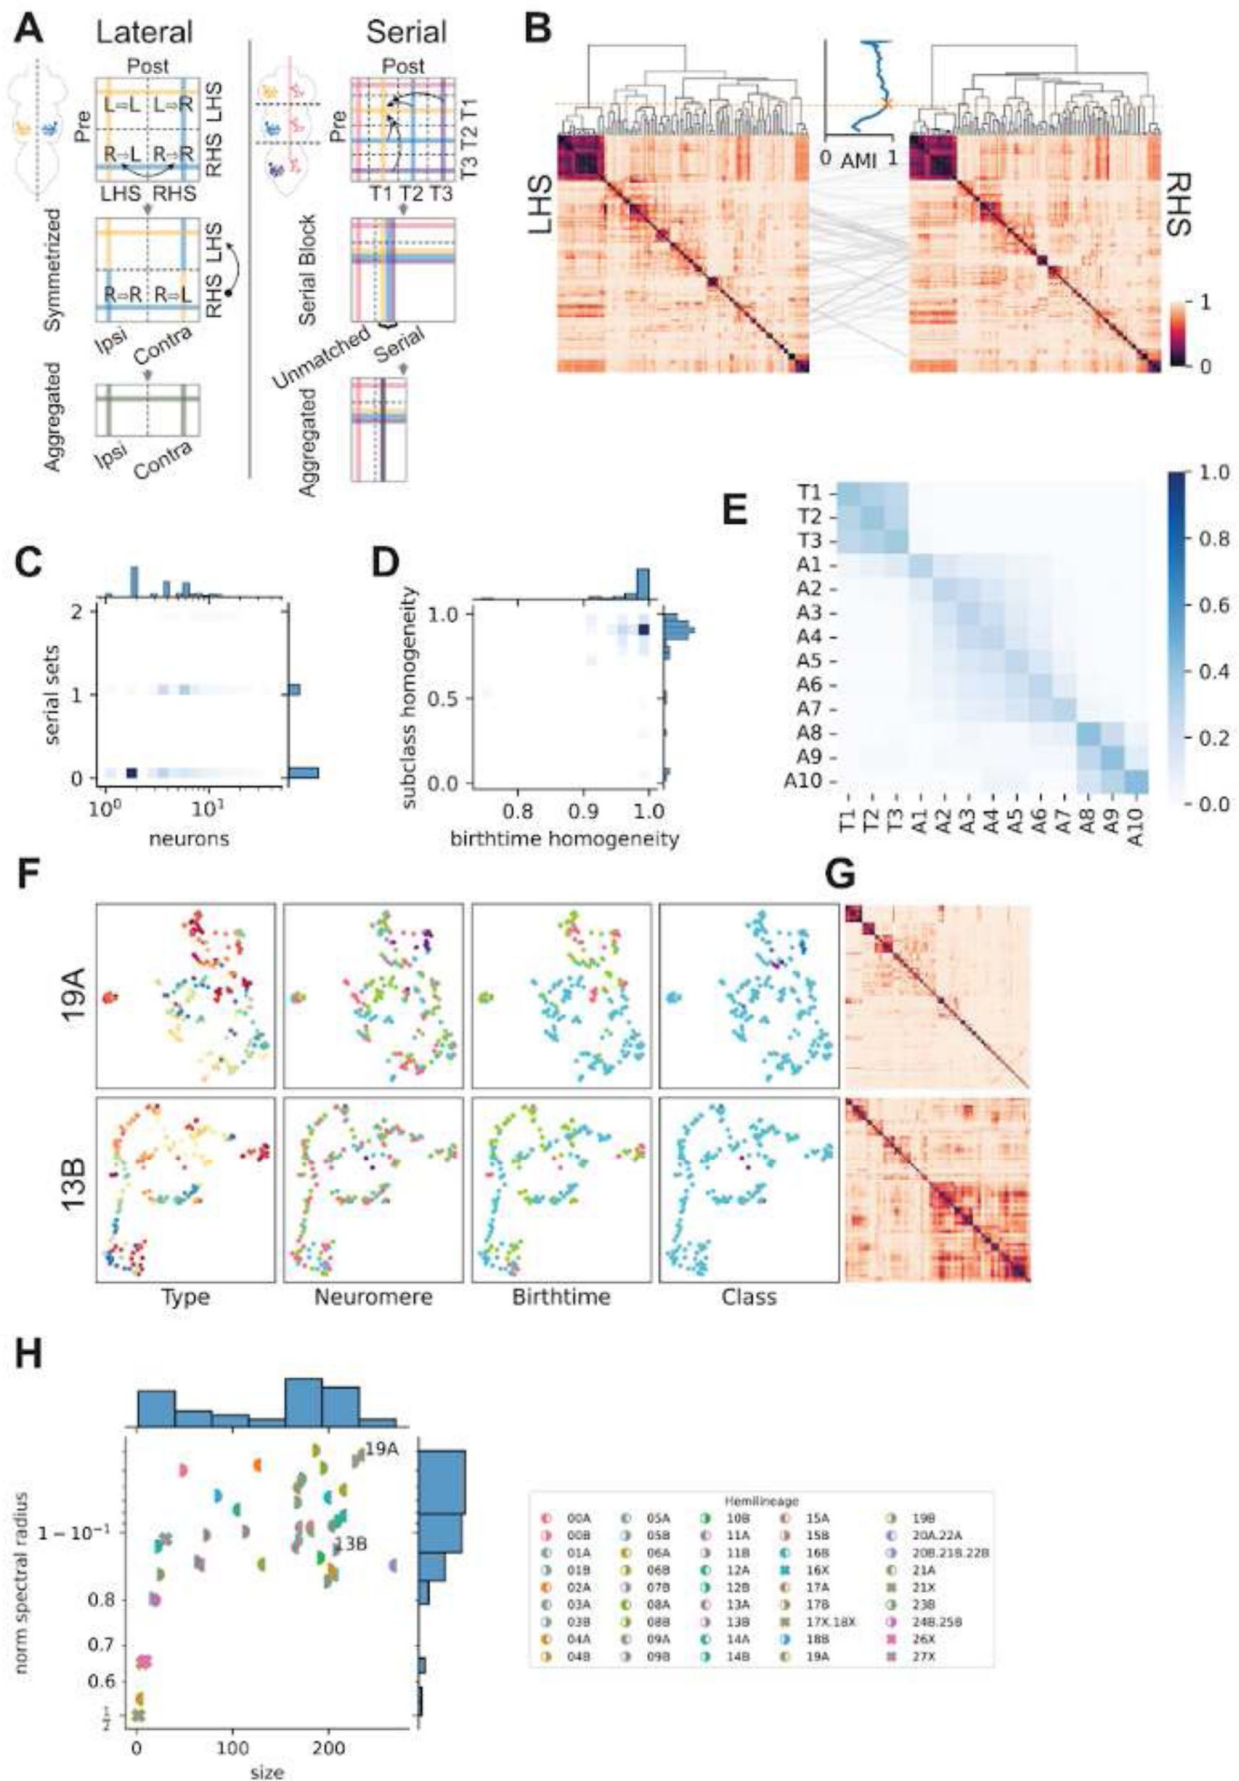 A
Lateral
Serial
Post
Post
Pre
L⇨L L⇨R
R⇨L R⇨R
LHS
RHS
LHS RHS
Pre
T1
T2
T3
T1 T2 T3
Symmetrized
R⇨R R⇨L
LHS
RHS
Ipsi
Contra
Serial Block
Unmatched
Serial
Aggregated
Ipsi
Contra
Aggregated
B
LHS
0 AMI 1
RHS
1
0
C
serial sets
2
1
0
10⁰ 10¹
neurons
D
subclass homogeneity
1.0
0.5
0.0
0.8 0.9 1.0
birthtime homogeneity
E
T1
T2
T3
A1
A2
A3
A4
A5
A6
A7
A8
A9
A10
T1 T2 T3 A1 A2 A3 A4 A5 A6 A7 A8 A9 A10
1.0
0.8
0.6
0.4
0.2
0.0
F
19A
13B
Type Neuromere Birthtime Class
G
H
norm spectral radius
1 − 10⁻¹
0.8
0.7
0.6
1/2
19A
13B
0 100 200
size
Hemilineage
00A 05A 10B 15A 19B
00B 05B 11A 15B 20A.22A
01A 06A 11B 16B 20B.21B.22B
01B 06B 12A 16X 21A
02A 07B 12B 17A 21X
03A 08A 13A 17B 23B
03B 08B 13B 17X.18X 24B.25B
04A 09A 14A 18B 26X
04B 09B 14B 19A 27X